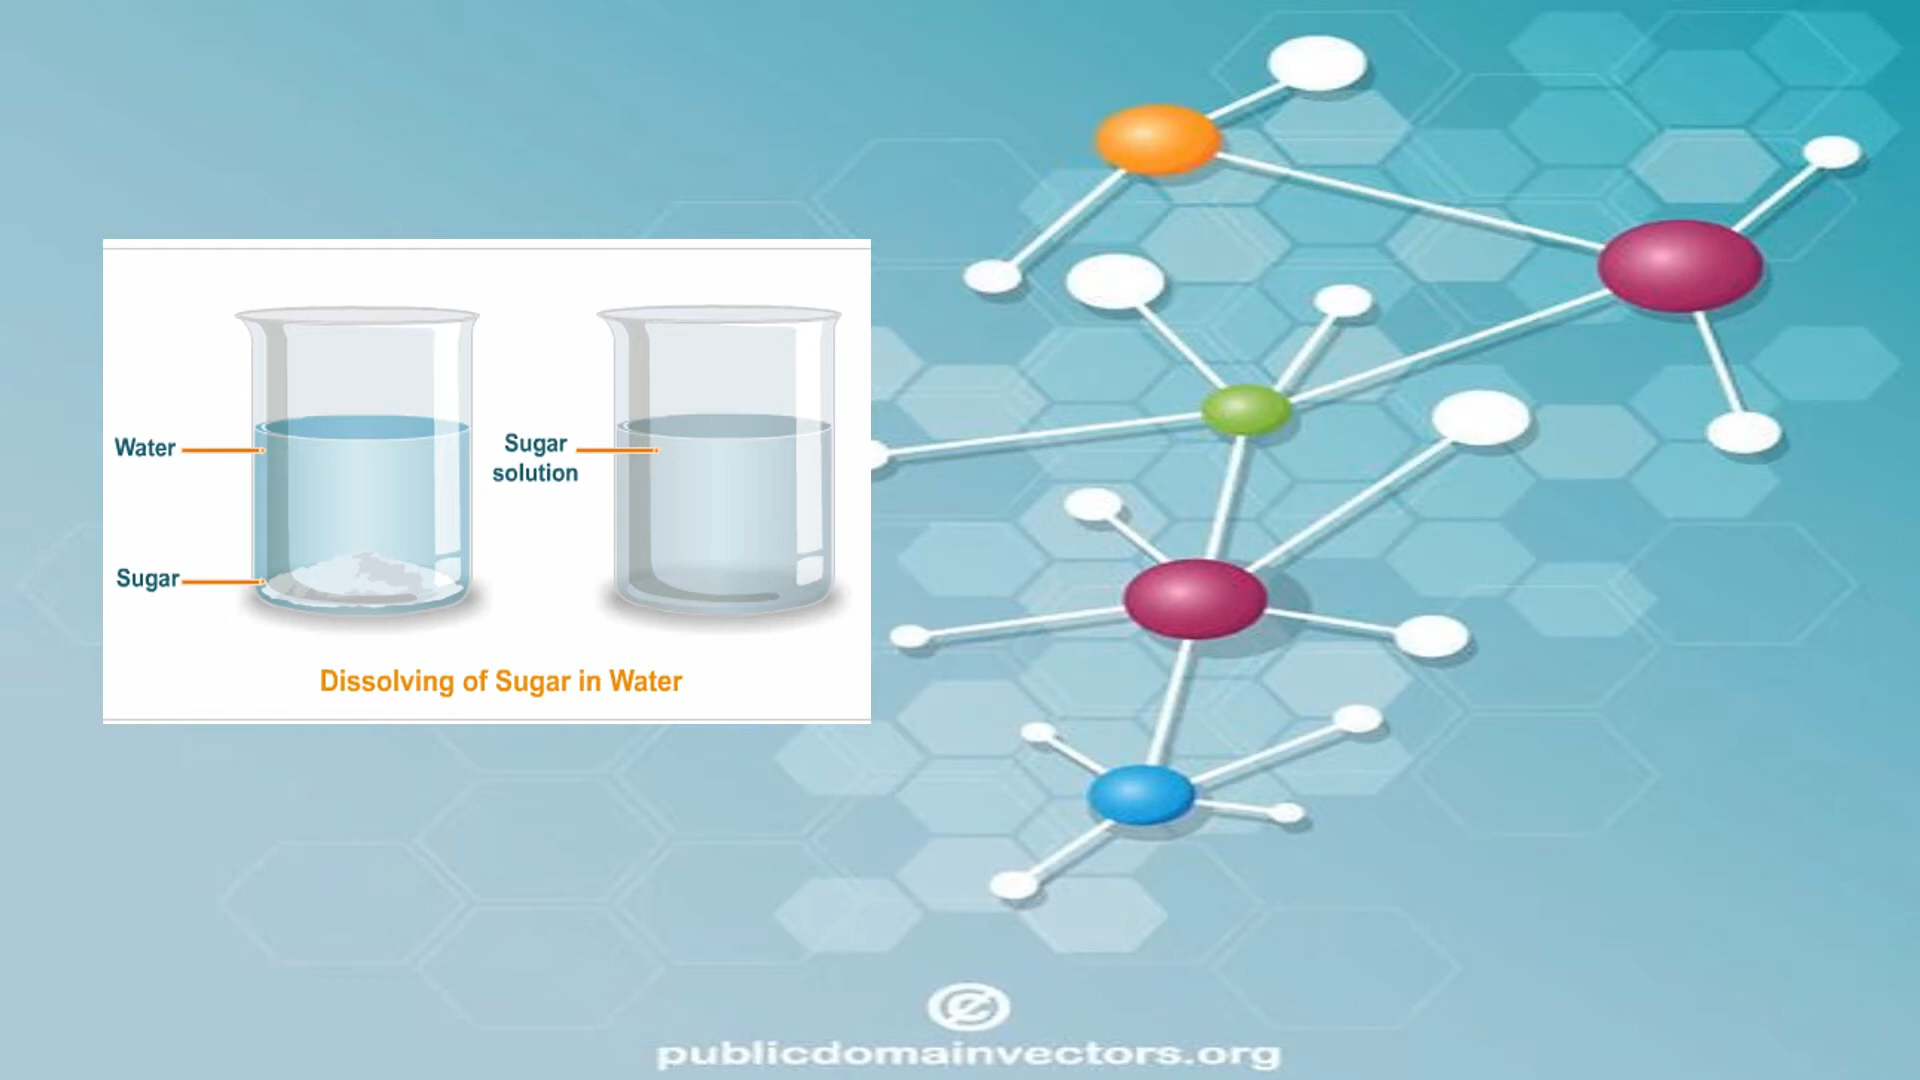 Water
Sugar
solution
Sugar
Dissolving of Sugar in Water
publicdomainvectors.org